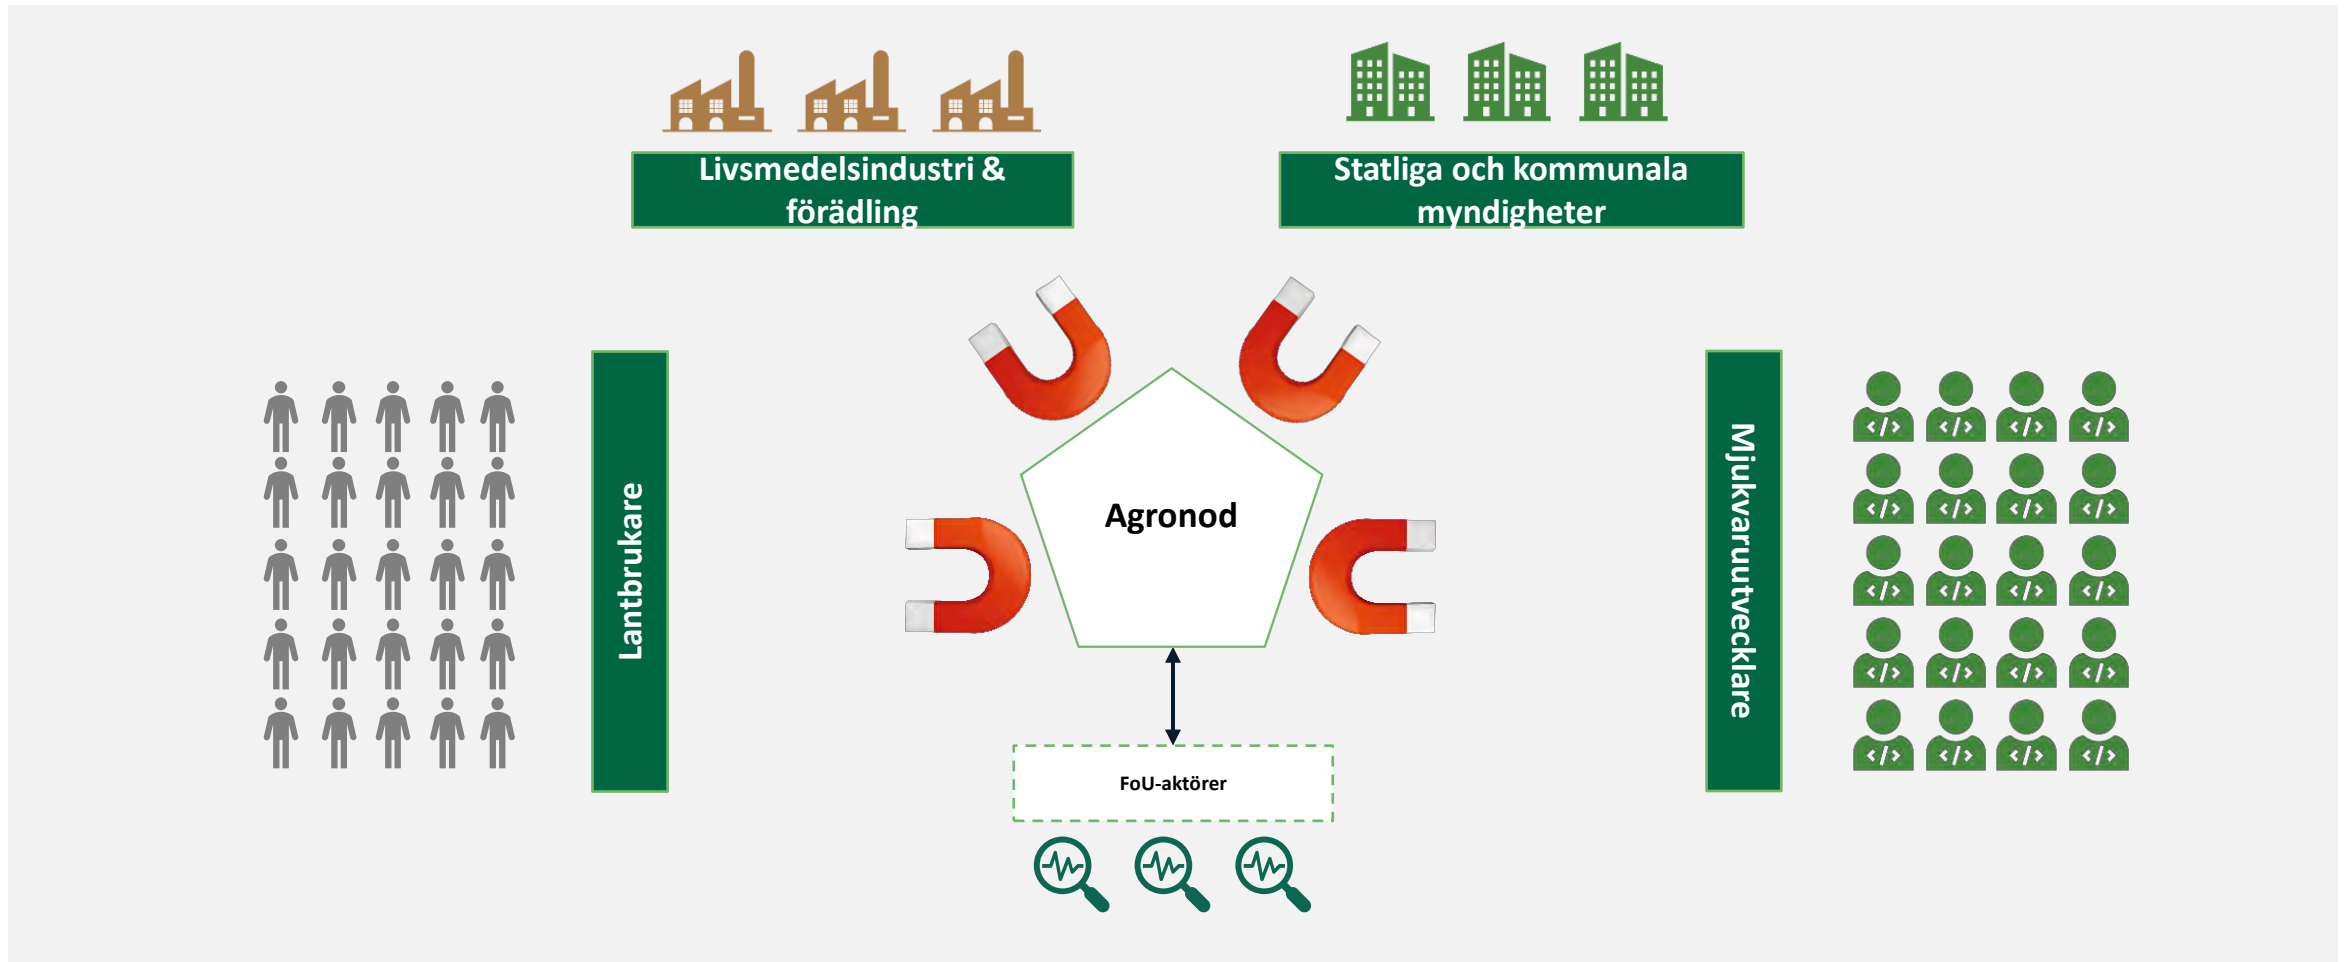 Livsmedelsindustri &
förädling
Statliga och kommunala
myndigheter
Lantbrukare
Agronod
Mjukvaruutvecklare
FoU-aktörer